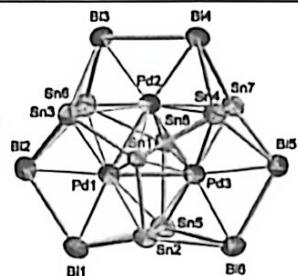 Bi3 Bi4
Pd2
Sn6 Sn7
Sn3 Sn8 Sn4
Bi2 Sn1 Bi5
Pd1 Pd3
Sn5
Bi1 Sn2 Bi6